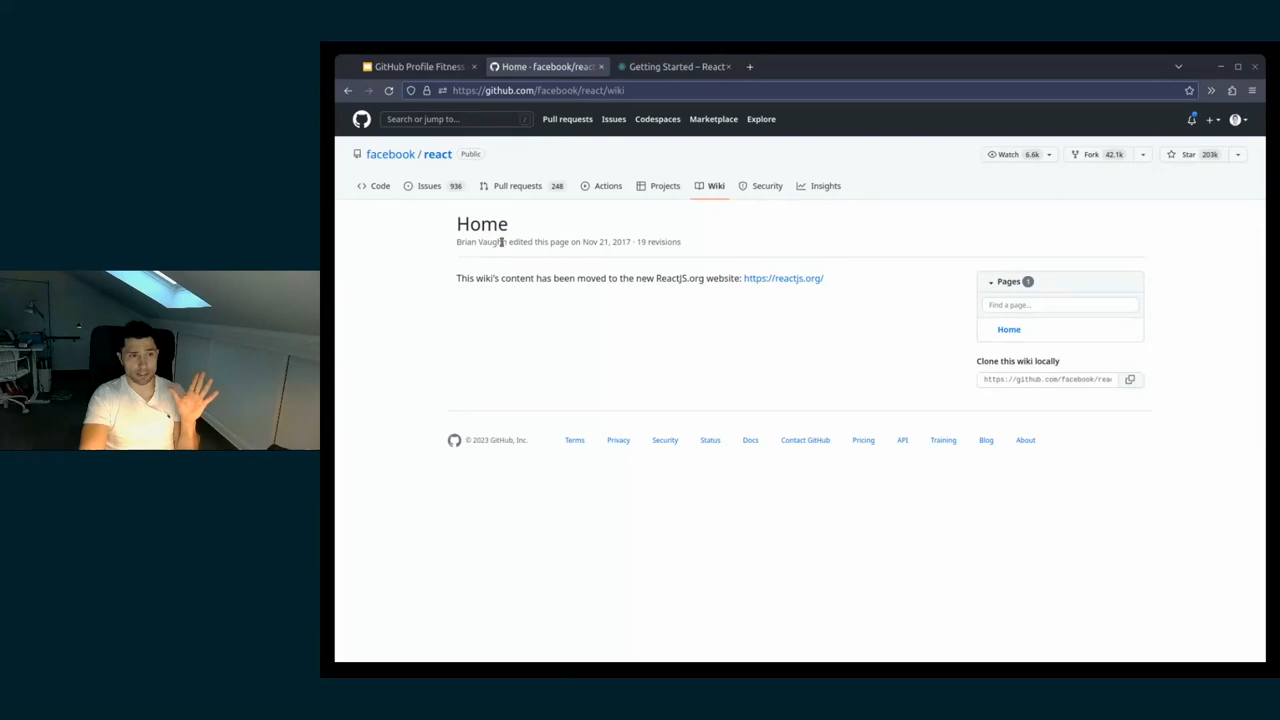 GitHub Profile Fitness
Home · facebook/react
Getting Started – React
https://github.com/facebook/react/wiki
Search or jump to...
/
Pull requests
Issues
Codespaces
Marketplace
Explore
facebook / react
Public
Watch 6.6k
Fork 42.1k
Star 203k
Code
Issues 936
Pull requests 248
Actions
Projects
Wiki
Security
Insights
Home
Brian Vaughn edited this page on Nov 21, 2017 · 19 revisions
This wiki's content has been moved to the new ReactJS.org website: https://reactjs.org/
Pages 1
Find a page...
Home
Clone this wiki locally
https://github.com/facebook/rea
© 2023 GitHub, Inc.
Terms
Privacy
Security
Status
Docs
Contact GitHub
Pricing
API
Training
Blog
About